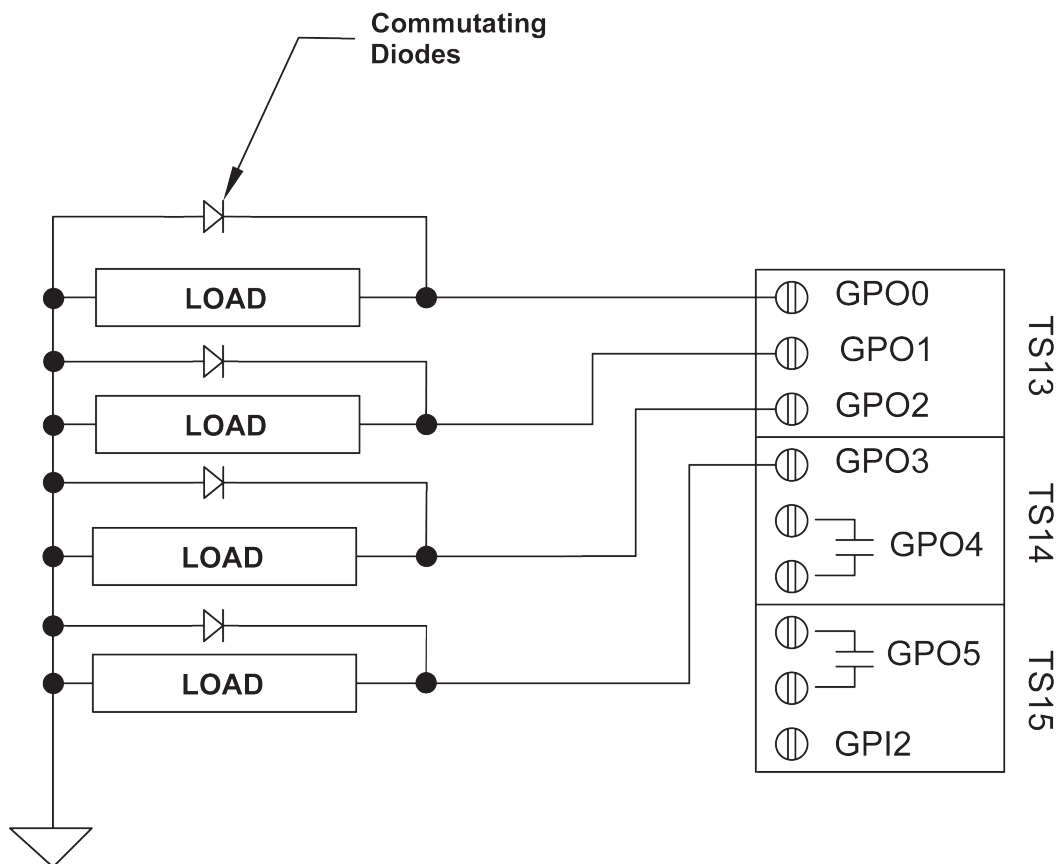 Commutating
Diodes
LOAD
LOAD
LOAD
LOAD
GPO0
GPO1
GPO2
TS13
GPO3
GPO4
TS14
GPO5
GPI2
TS15